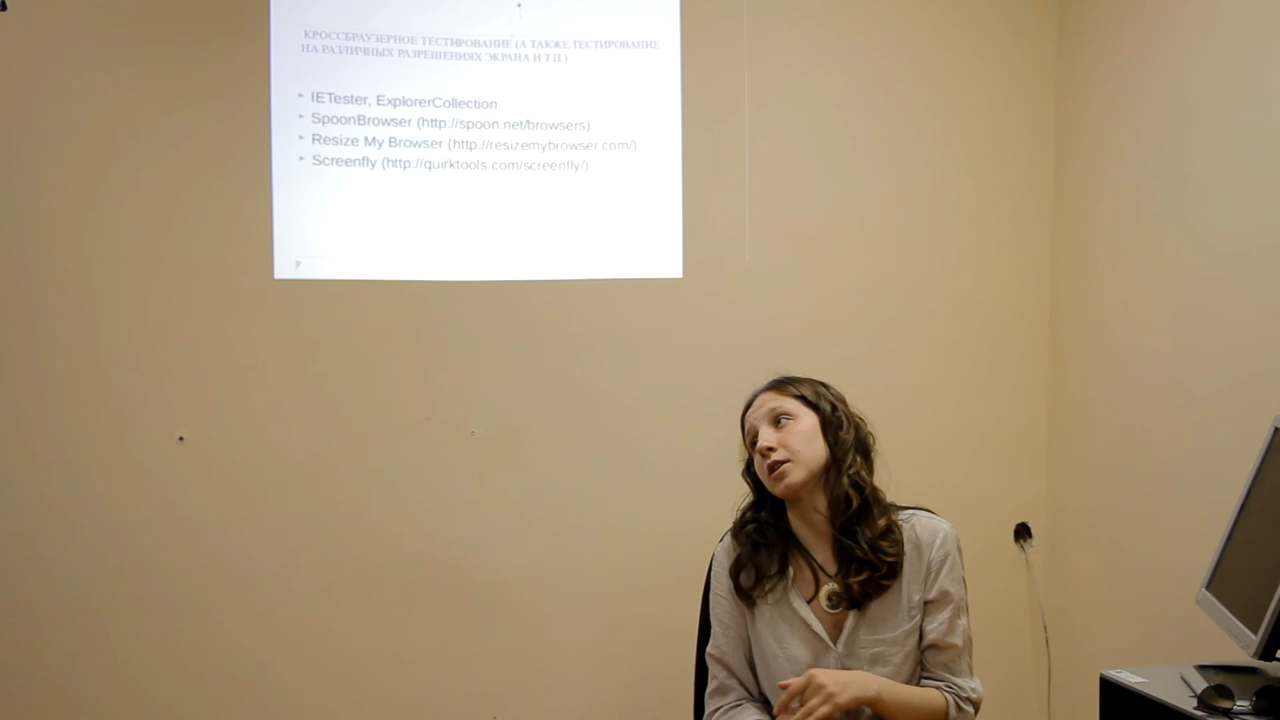 КРОССБРАУЗЕРНОЕ ТЕСТИРОВАНИЕ (А ТАКЖЕ ТЕСТИРОВАНИЕ
НА РАЗЛИЧНЫХ РАЗРЕШЕНИЯХ ЭКРАНА И Т.П.)
IETester, ExplorerCollection
SpoonBrowser (http://spoon.net/browsers)
Resize My Browser (http://resizemybrowser.com/)
Screenfly (http://quirktools.com/screenfly/)